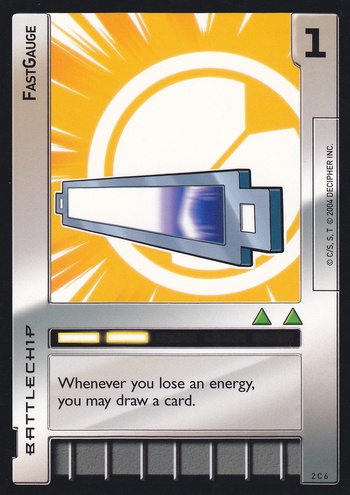 FASTGAUGE
1
© C/S, S, T © 2004 DECIPHER INC.
BATTLECHIP
Whenever you lose an energy,
you may draw a card.
2C6